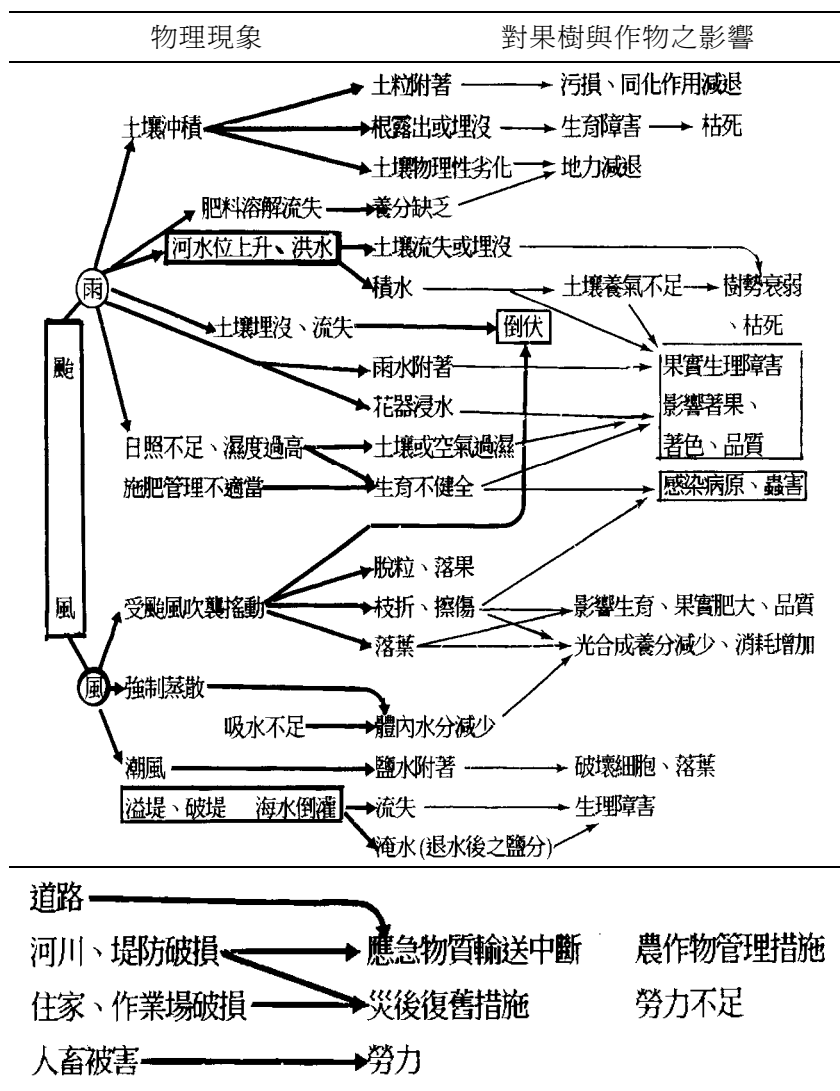 物理現象 對果樹與作物之影響
土粒附著 污損、同化作用減退
土壤冲積 根露出或埋沒 生育障害 枯死
土壤物理性劣化 地力減退
肥料溶解流失 養分缺乏
河水位上升、洪水 土壤流失或埋沒
雨 積水 土壤養氣不足 樹勢衰弱
土壤埋沒、流失 倒伏 、枯死
颱 雨水附著 果實生理障害
花器浸水 影響著果、
日照不足、濕度過高 土壤或空氣過濕 著色、品質
施肥管理不適當 生育不健全 感染病原、蟲害
脫粒、落果
風 受颱風吹襲搖動 枝折、擦傷 影響生育、果實肥大、品質
落葉 光合成養分減少、消耗增加
風 強制蒸散
吸水不足 體內水分減少
潮風 鹽水附著 破壞細胞、落葉
溢堤、破堤 海水倒灌 流失 生理障害
淹水(退水後之鹽分)
道路
河川、堤防破損 應急物質輸送中斷 農作物管理措施
住家、作業場破損 災後復舊措施 勞力不足
人畜被害 勞力